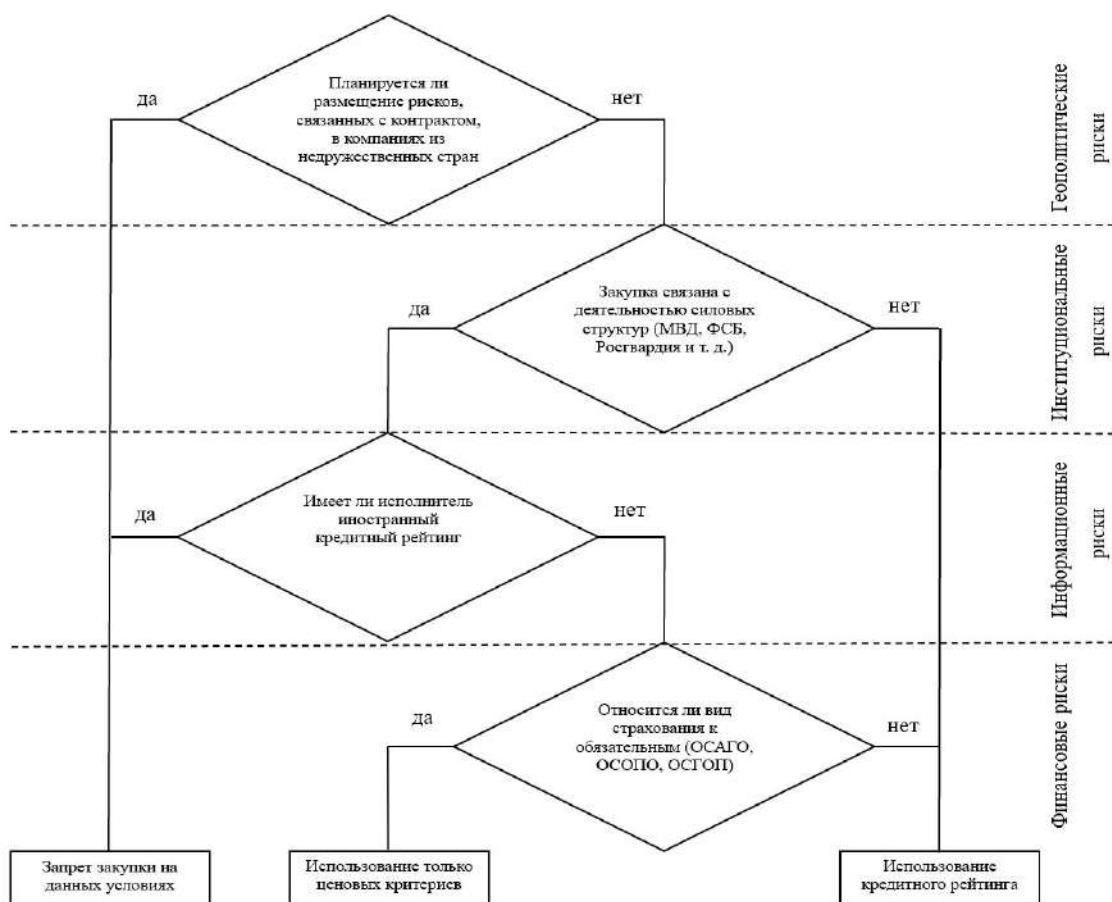 Планируется ли
размещение рисков,
связанных с контрактом,
в компаниях из
недружественных стран
да
нет
Геополитические
риски
Закупка связана с
деятельностью силовых
структур (МВД, ФСБ,
Росгвардия и т. д.)
да
нет
Институциональные
риски
Имеет ли исполнитель
иностранный
кредитный рейтинг
да
нет
Информационные
риски
Относится ли вид
страхования к
обязательным (ОСАГО,
ОСОПО, ОСГОП)
да
нет
Финансовые риски
Запрет закупки на
данных условиях
Использование только
ценовых критериев
Использование
кредитного рейтинга